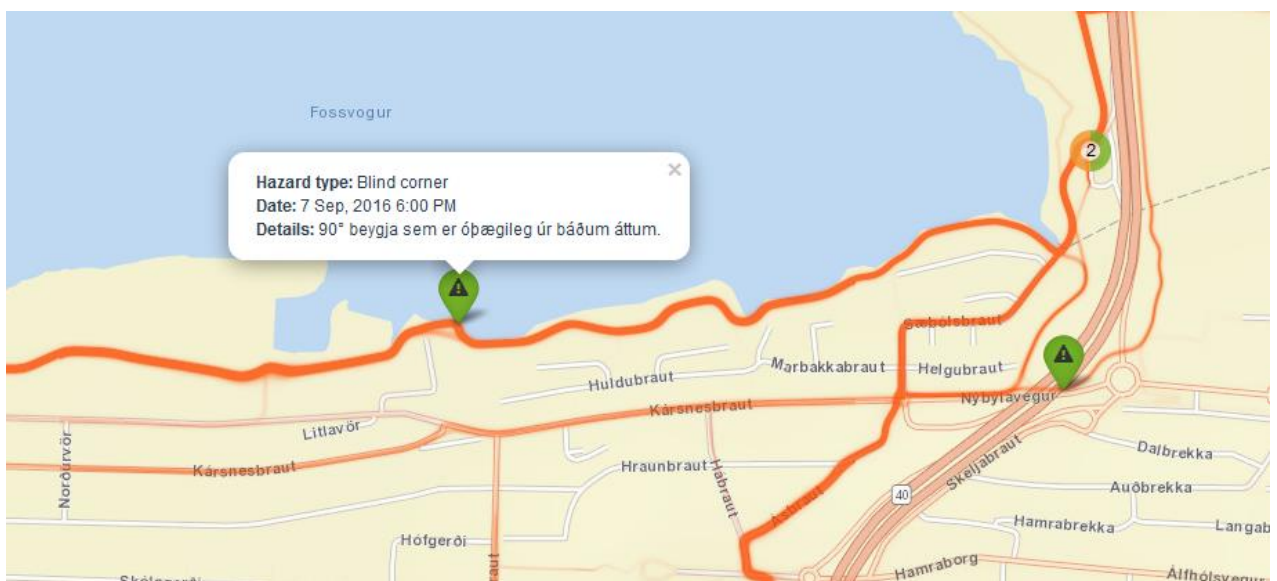 Fossvogur
2
Hazard type: Blind corner
Date: 7 Sep, 2016 6:00 PM
Details: 90° beygja sem er óþægileg úr báðum áttum.
×
Sæbólsbraut
Marbakkabraut
Helgubraut
Huldubraut
Nýbýlavegur
Kársnesbraut
Litlavör
Norðurvör
Kársnesbraut
Hraunbraut
Hábraut
Ásbraut
40
Skeljabraut
Dalbrekka
Auðbrekka
Hamrabrekka
Langab
Hófgerði
raut
Hamraborg
Álfhólsvegur